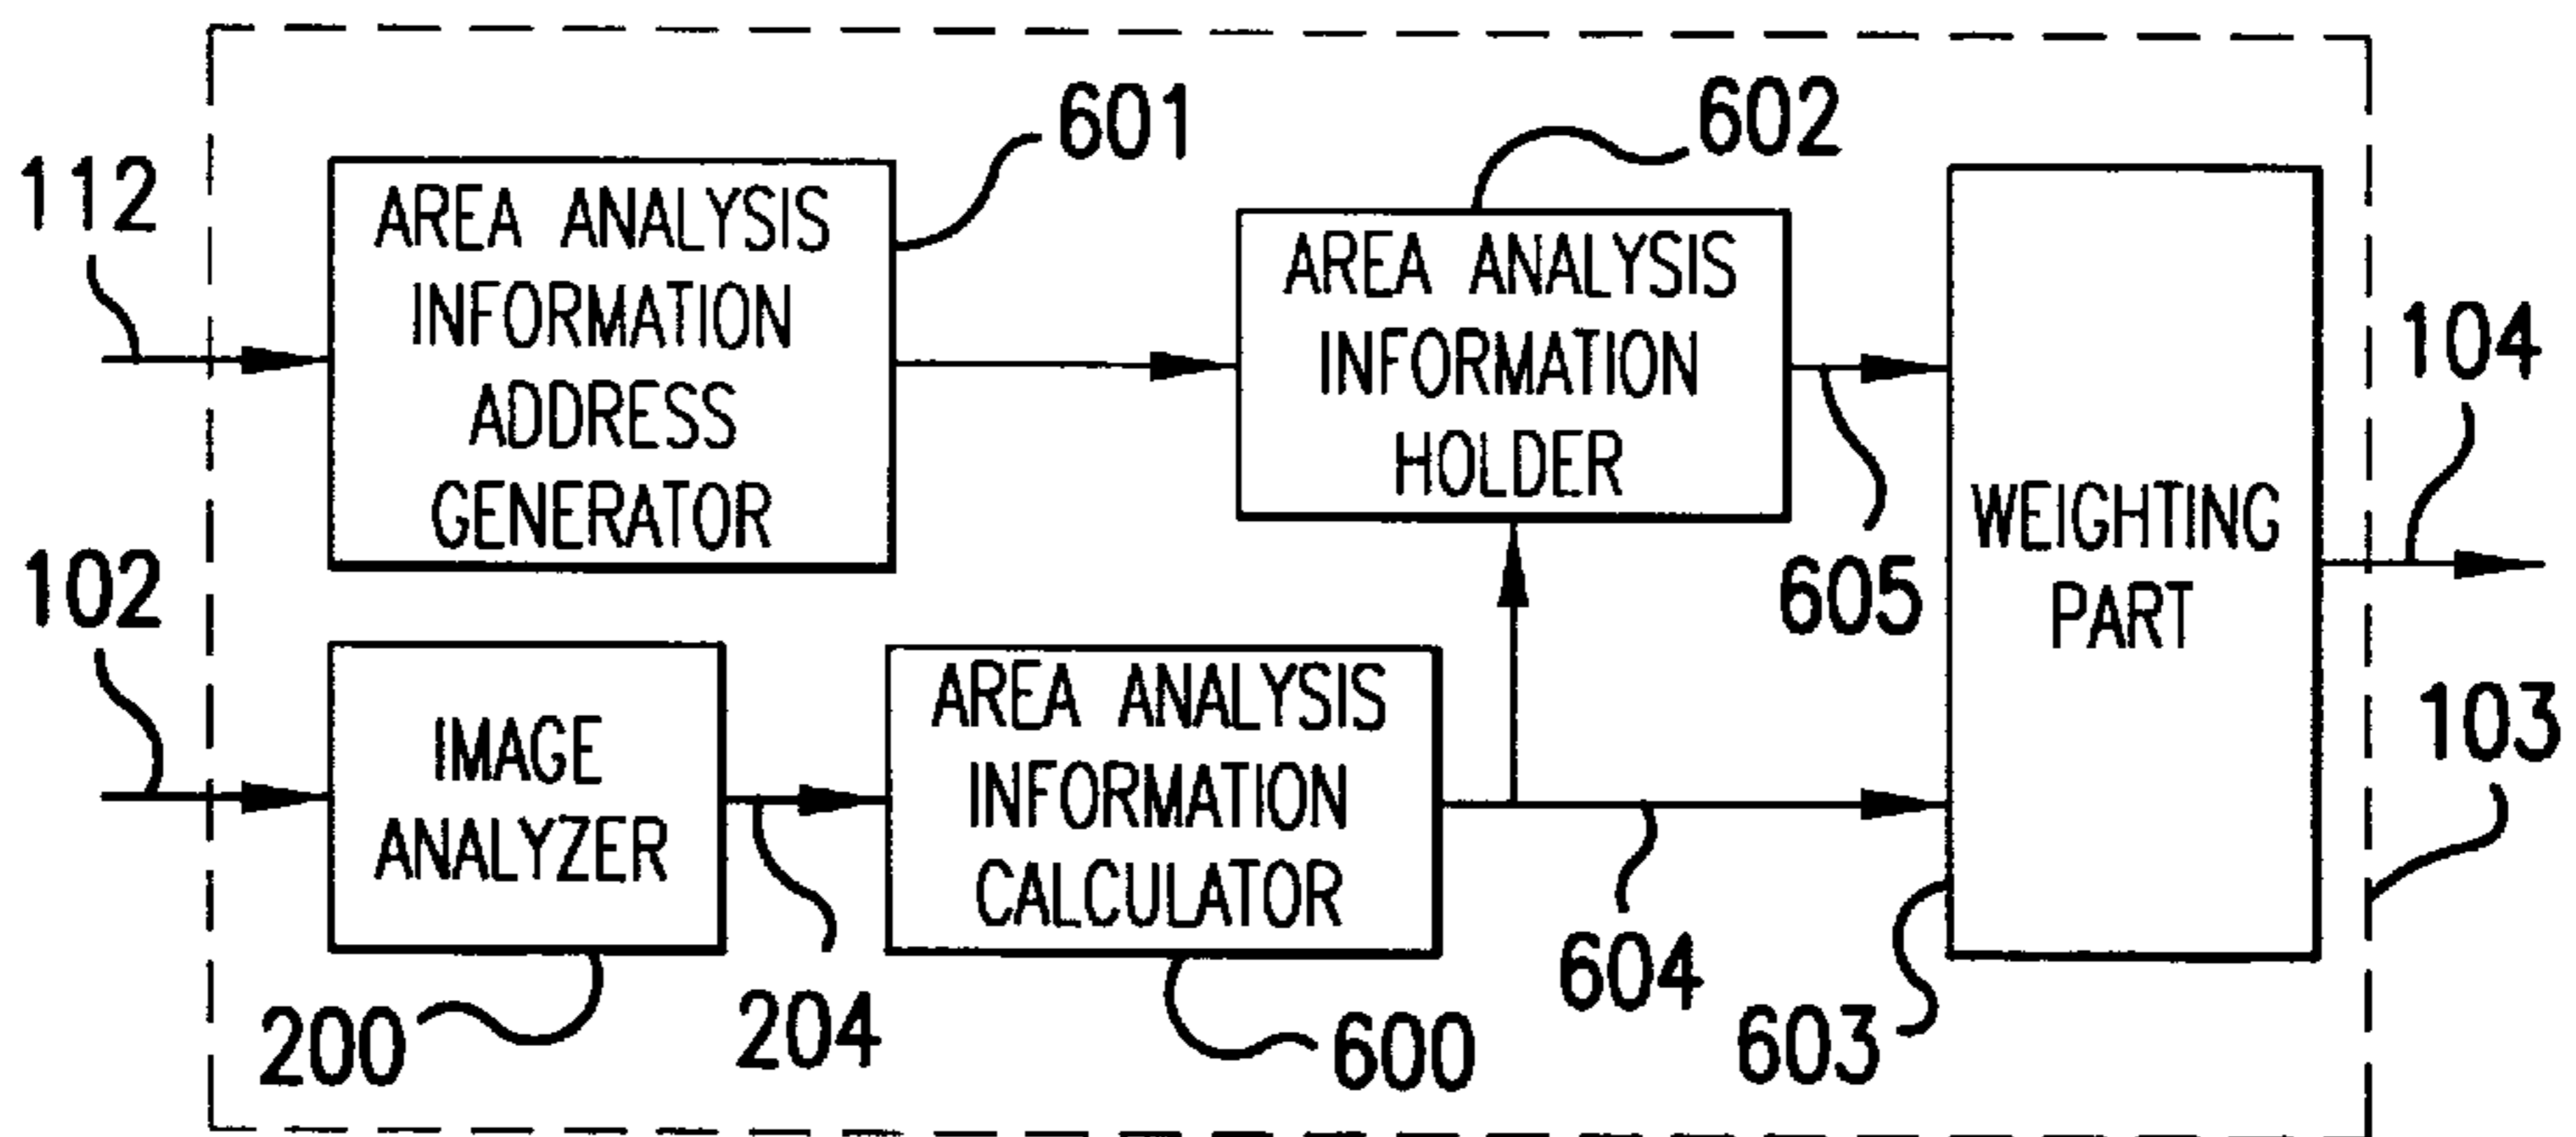 601
602
112
AREA ANALYSIS
INFORMATION
ADDRESS
GENERATOR
AREA ANALYSIS
INFORMATION
HOLDER
WEIGHTING
PART
104
605
102
IMAGE
ANALYZER
AREA ANALYSIS
INFORMATION
CALCULATOR
103
200
204
600
604
603